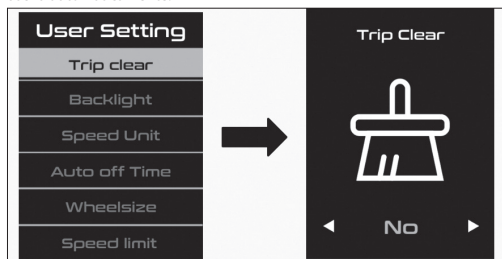 User Setting
Trip clear
Backlight
Speed Unit
Auto off Time
Wheelsize
Speed limit
Trip Clear
No